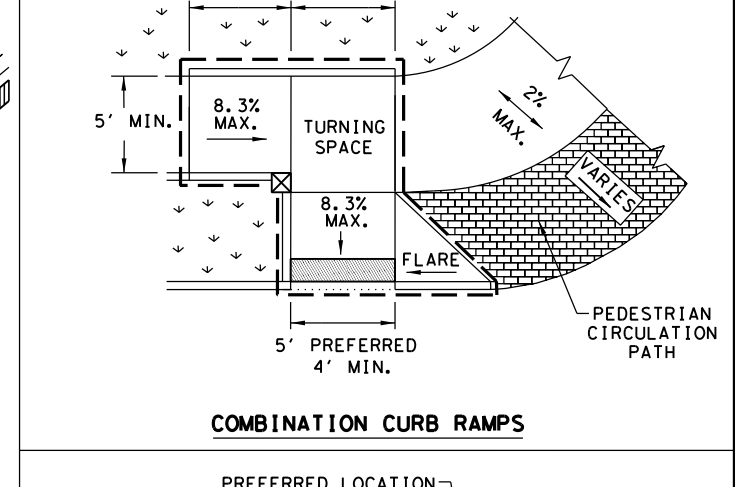 5' MIN.
8.3%
MAX.
TURNING
SPACE
2%
MAX.
VARIES
8.3%
MAX.
FLARE
PEDESTRIAN
CIRCULATION
PATH
5' PREFERRED
4' MIN.
COMBINATION CURB RAMPS
PREFERRED LOCATION